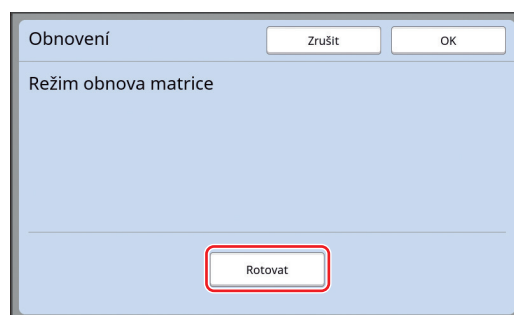 Obnovení
Zrušit
OK
Režim obnova matrice
Rotovat